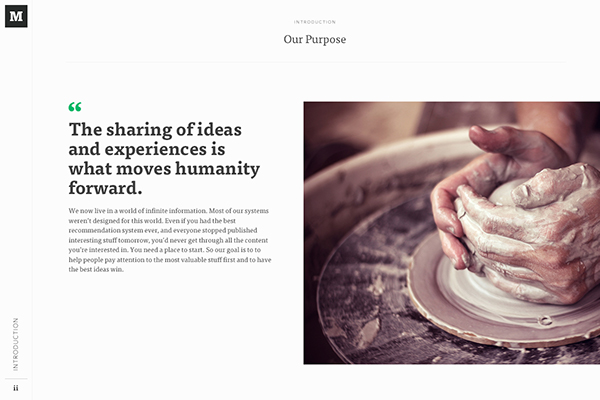 M
INTRODUCTION
Our Purpose
“
The sharing of ideas
and experiences is
what moves humanity
forward.
We now live in a world of infinite information. Most of our systems
weren't designed for this world. Even if you had the best
recommendation system ever, and everyone stopped published
interesting stuff tomorrow, you'd never get through all the content
you're interested in. You need a place to start. So our goal is to to
help people pay attention to the most valuable stuff first and to have
the best ideas win.
INTRODUCTION
ii